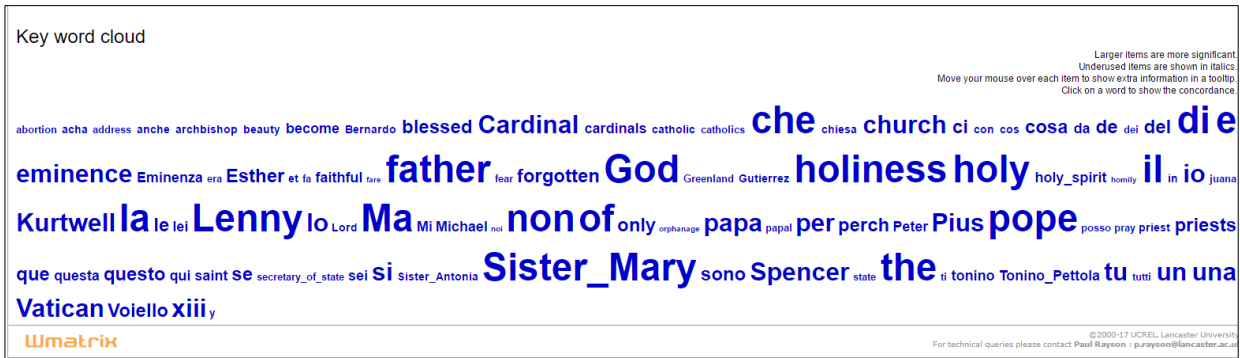 Key word cloud
Larger items are more significant.
Underused items are shown in italics.
Move your mouse over each item to show extra information in a tooltip.
Click on a word to show the concordance.
abortion acha address anche archbishop beauty become Bernardo blessed Cardinal cardinals catholic catholics che chiesa church ci con cos cosa da de dei del di e
eminence Eminenza era Esther et fa faithful fare father fear forgotten God Greenland Gutierrez holiness holy holy_spirit homily il in io juana
Kurtwell la le lei Lenny lo Lord Ma Mi Michael noi non of only orphanage papa papal per perch Peter Pius pope posso pray priest priests
que questa questo qui saint se secretary_of_state sei si Sister_Antonia Sister_Mary sono Spencer state the ti tonino Tonino_Pettola tu tutti un una
Vatican Voiello xiii y
Wmatrix
©2000-17 UCREL, Lancaster University
For technical queries please contact Paul Rayson : p.rayson@lancaster.ac.u